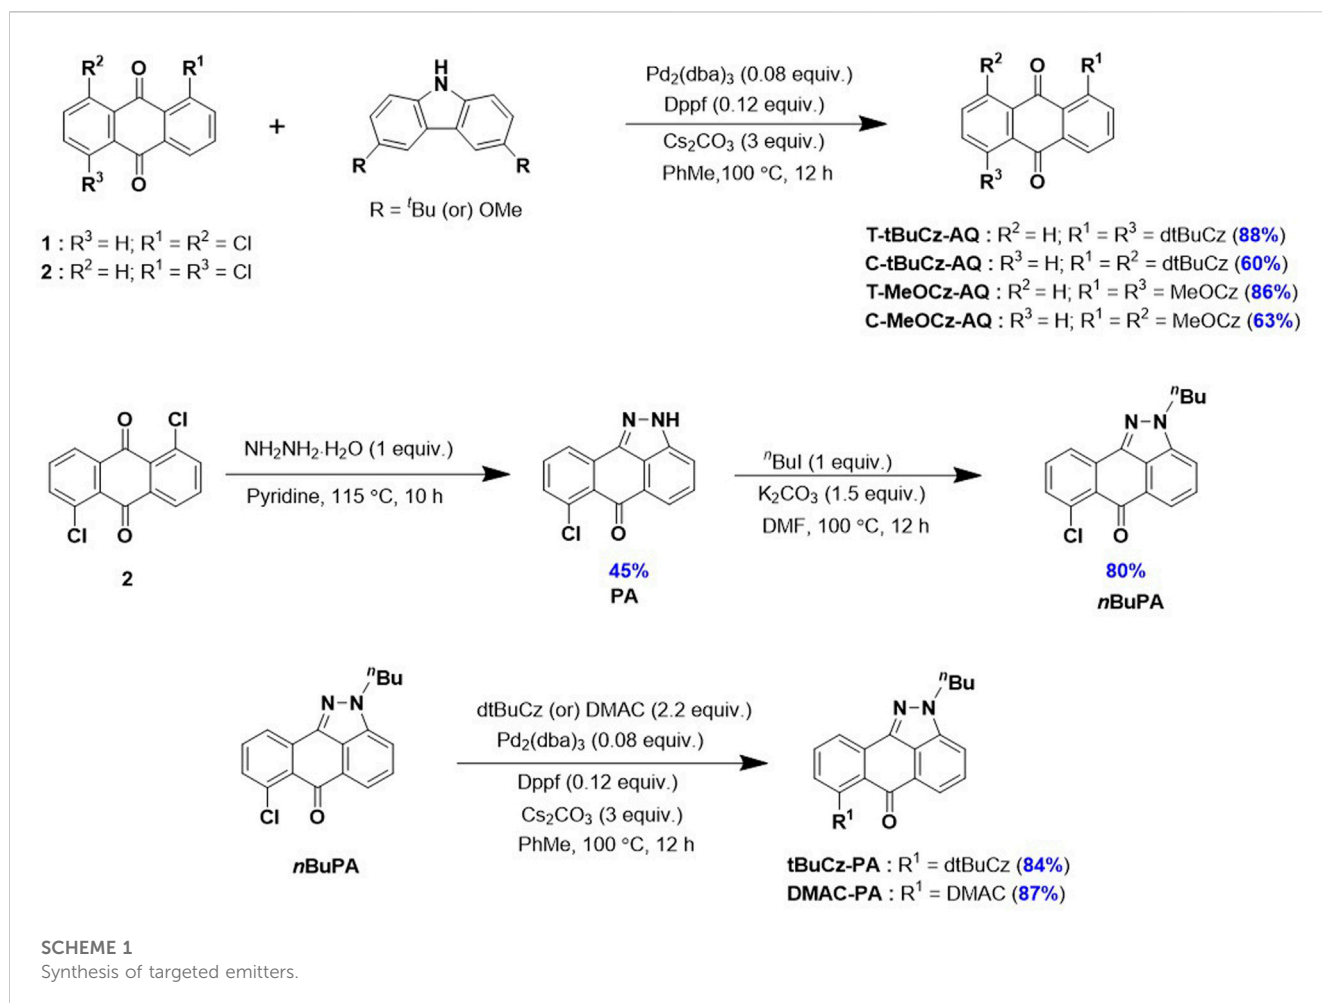 R² O R¹
R³ O
+
H
N
R R
R = ᵗBu (or) OMe
Pd₂(dba)₃ (0.08 equiv.)
Dppf (0.12 equiv.)
Cs₂CO₃ (3 equiv.)
PhMe,100 °C, 12 h
R² O R¹
R³ O
1 : R³ = H; R¹ = R² = Cl
2 : R² = H; R¹ = R³ = Cl
T-tBuCz-AQ : R² = H; R¹ = R³ = dtBuCz (88%)
C-tBuCz-AQ : R³ = H; R¹ = R² = dtBuCz (60%)
T-MeOCz-AQ : R² = H; R¹ = R³ = MeOCz (86%)
C-MeOCz-AQ : R³ = H; R¹ = R² = MeOCz (63%)
O Cl
Cl O
2
NH₂NH₂.H₂O (1 equiv.)
Pyridine, 115 °C, 10 h
N-NH
Cl O
45%
PA
ⁿBuI (1 equiv.)
K₂CO₃ (1.5 equiv.)
DMF, 100 °C, 12 h
ⁿBu
N-N
Cl O
80%
nBuPA
ⁿBu
N-N
Cl O
nBuPA
dtBuCz (or) DMAC (2.2 equiv.)
Pd₂(dba)₃ (0.08 equiv.)
Dppf (0.12 equiv.)
Cs₂CO₃ (3 equiv.)
PhMe, 100 °C, 12 h
ⁿBu
N-N
R¹ O
tBuCz-PA : R¹ = dtBuCz (84%)
DMAC-PA : R¹ = DMAC (87%)
SCHEME 1
Synthesis of targeted emitters.